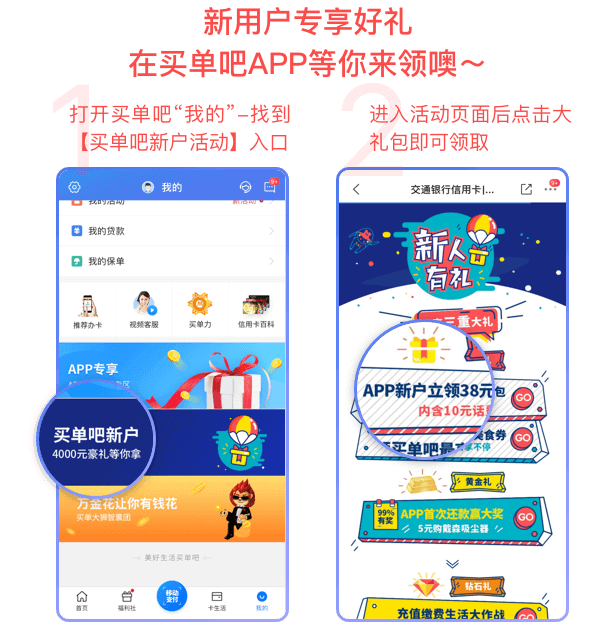 新用户专享好礼
在买单吧APP等你来领噢～
1
打开买单吧“我的”–找到
【买单吧新户活动】入口
2
进入活动页面后点击大
礼包即可领取
我的
9+
我的活动
新活动
我的贷款
我的保单
推荐办卡
视频客服
买单力
信用卡百科
APP专享
买单吧新户
4000元豪礼等你拿
万金花让你有钱花
买单大狮智囊团
美好生活买单吧
首页
福利社
移动
支付
卡生活
我的
交通银行信用卡|...
9+
新人
有礼
三重大礼
APP新户立领38元包
内含10元话
GO
美食券
买单吧最
享不停
黄金礼
99%
有奖
APP首次还款赢大奖
5元购戴森吸尘器
GO
钻石礼
充值缴费生活大作战
GO